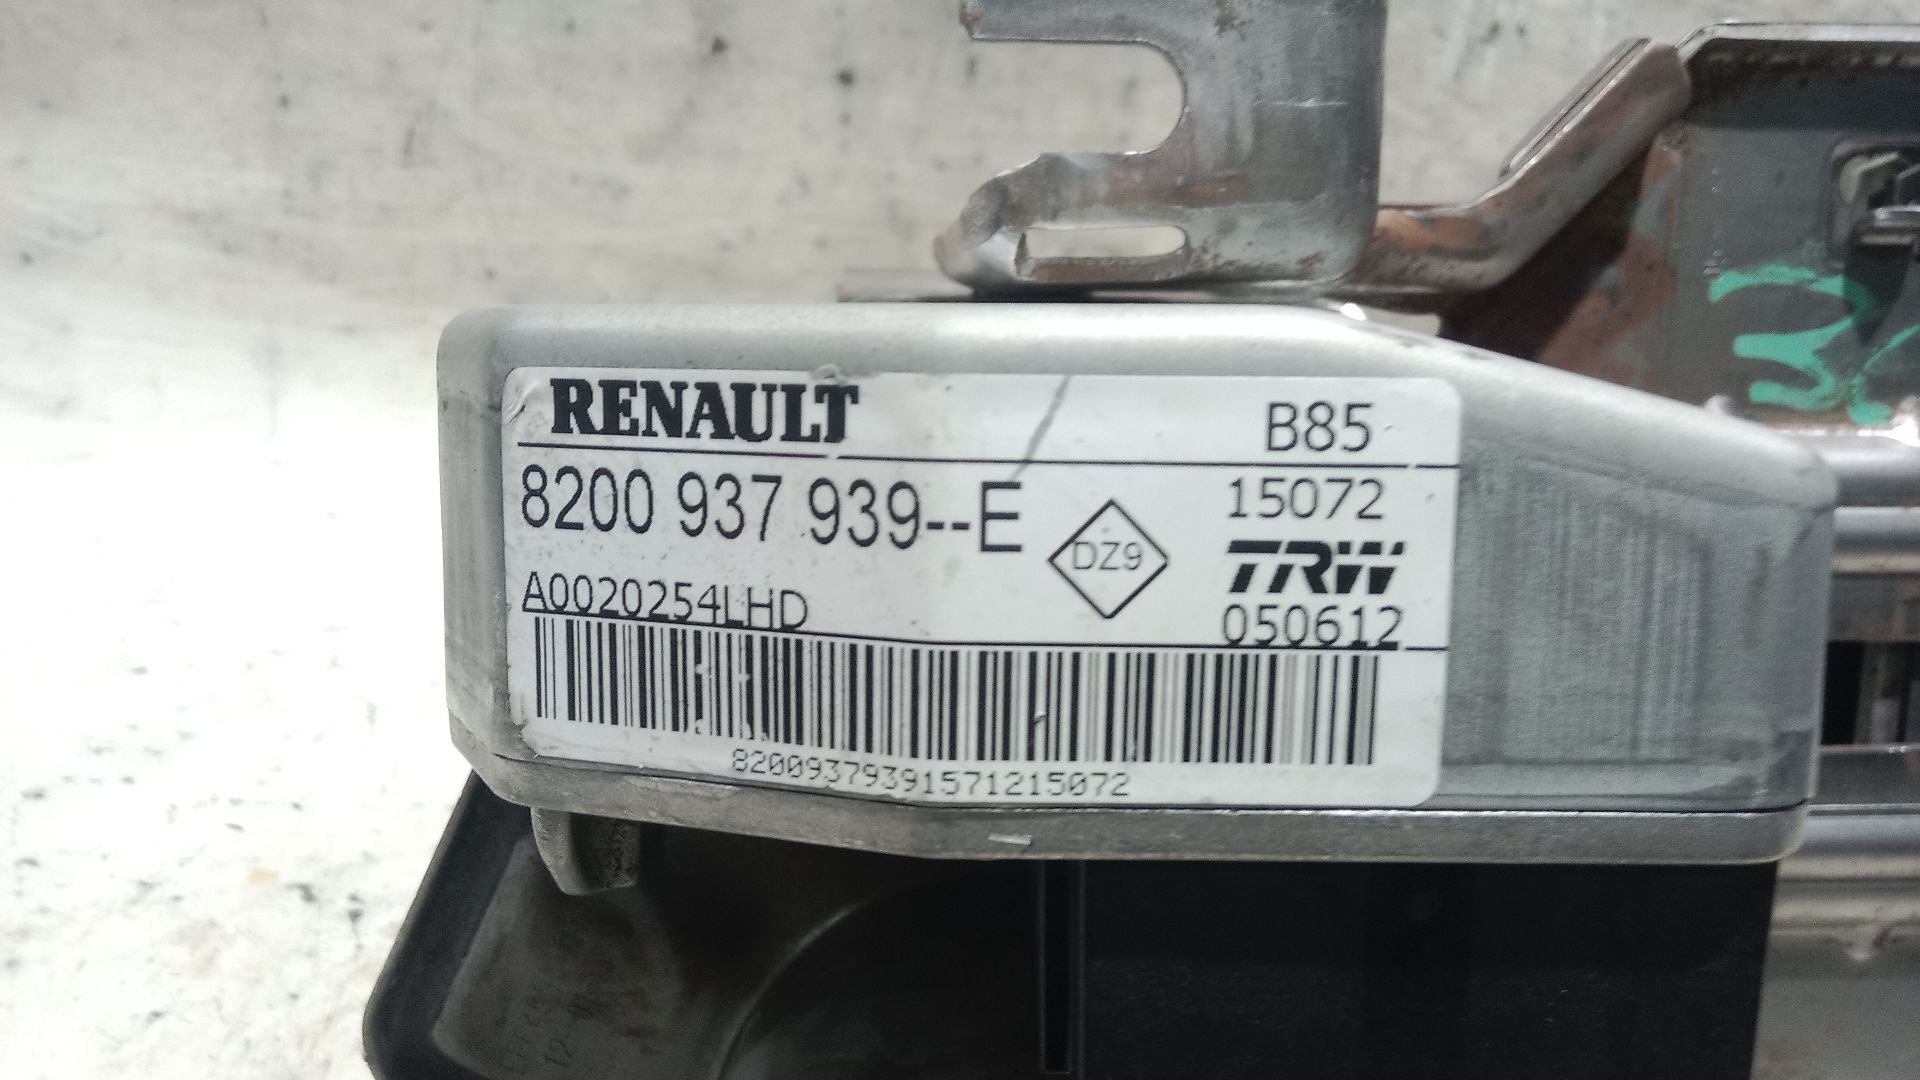 RENAULT B85
8200 937 939--E
DZ9
15072
TRW
A0020254LHD
050612
82009379391571215072